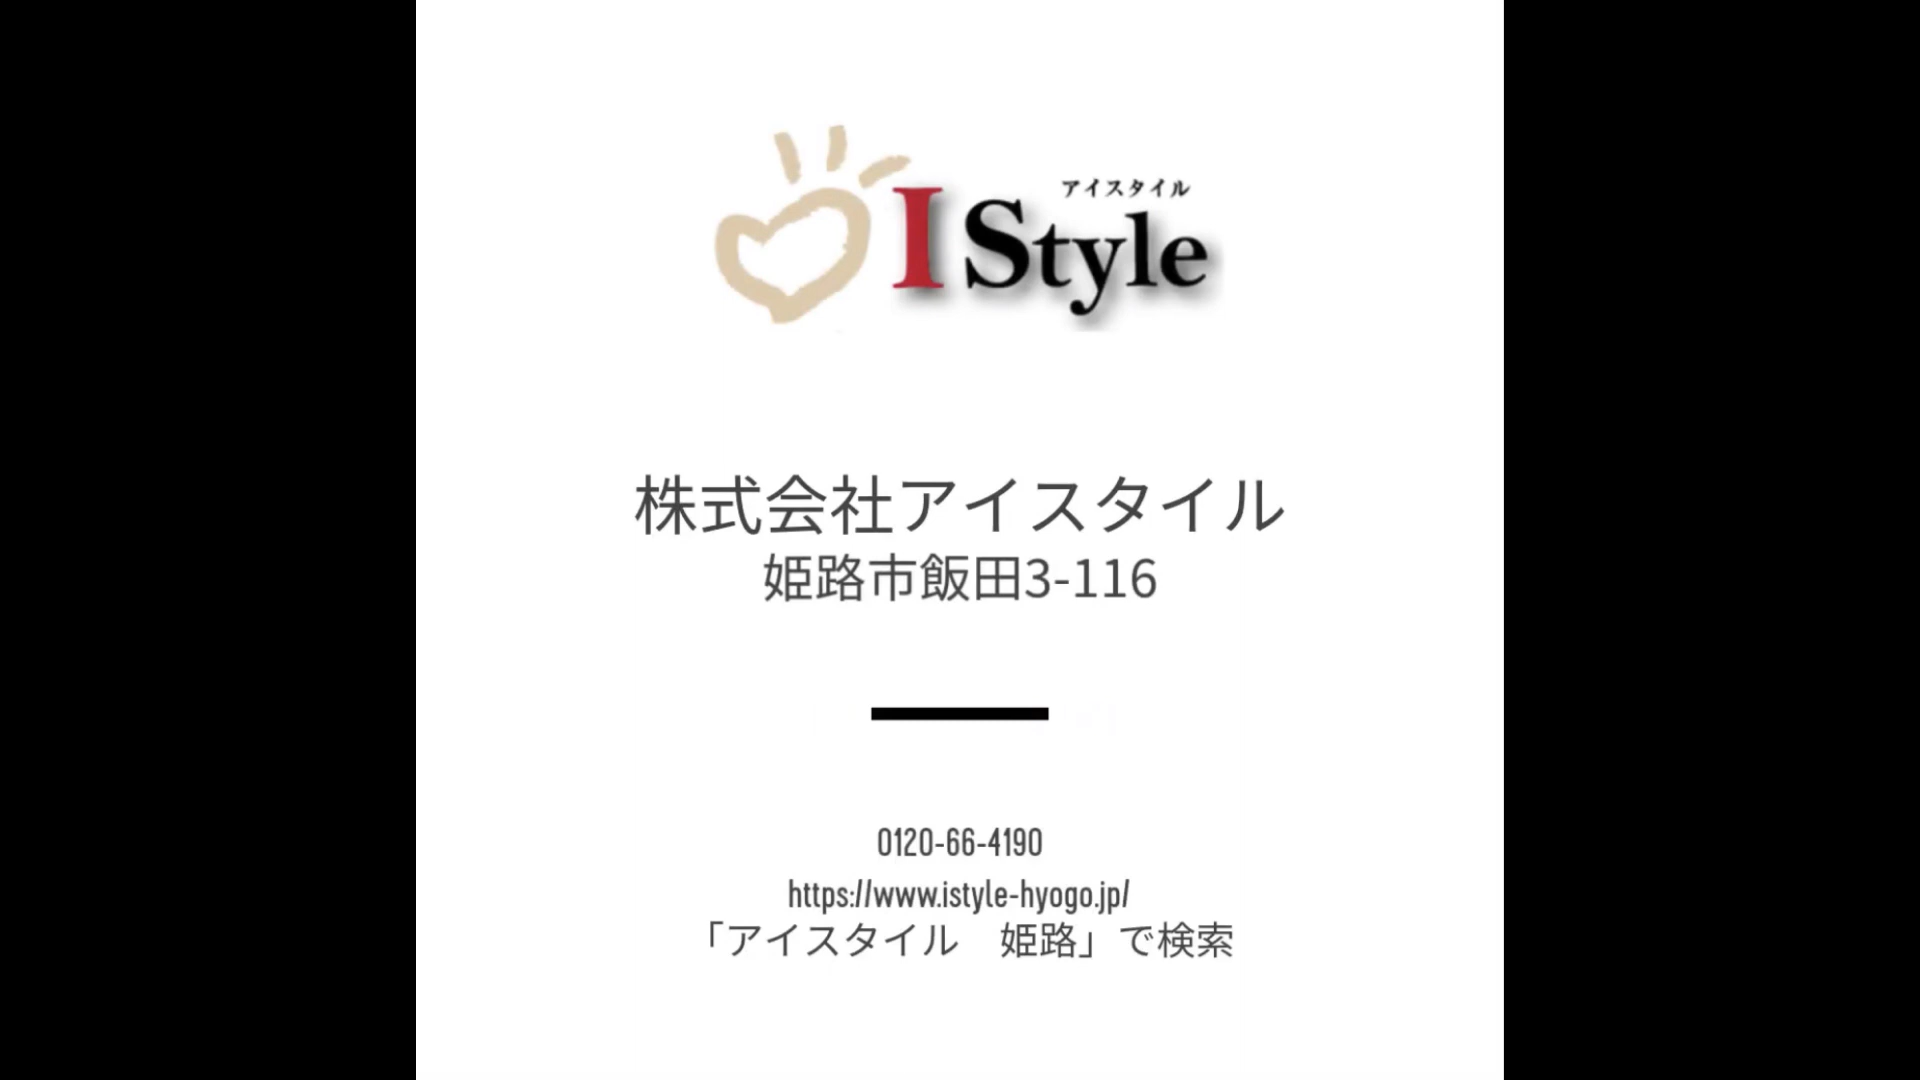 アイスタイル
I Style
株式会社アイスタイル
姫路市飯田3-116
0120-66-4190
https://www.istyle-hyogo.jp/
「アイスタイル　姫路」で検索